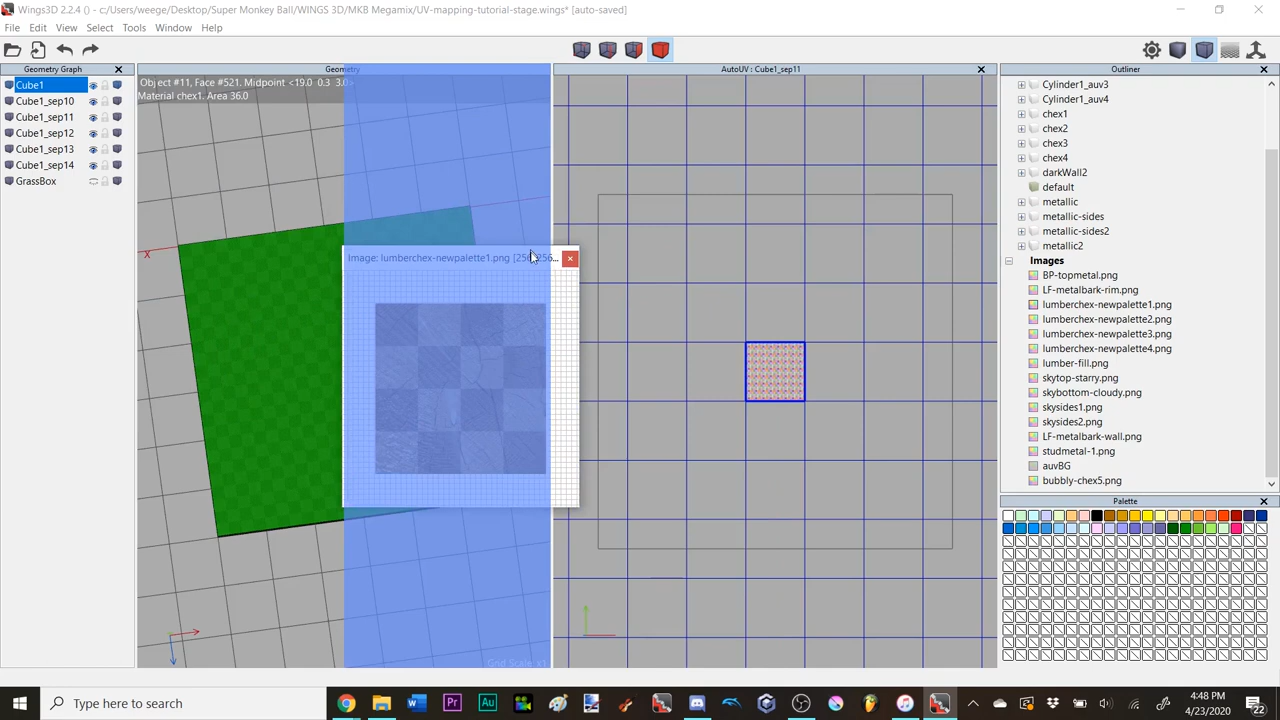 Wings3D 2.2.4 () - c:/Users/weege/Desktop/Super Monkey Ball/WINGS 3D/MKB Megamix/UV-mapping-tutorial-stage.wings* [auto-saved]
File Edit View Select Tools Window Help
Geometry Graph
Cube1
Cube1_sep10
Cube1_sep11
Cube1_sep12
Cube1_sep13
Cube1_sep14
GrassBox
Geometry
Object #11, Face #521. Midpoint <19.0 0.3 3.0>
Material chex1. Area 36.0
X
Image: lumberchex-newpalette1.png [256x256...
Grid Scale x1
AutoUV : Cube1_sep11
Outliner
Cylinder1_auv3
Cylinder1_auv4
chex1
chex2
chex3
chex4
darkWall2
default
metallic
metallic-sides
metallic-sides2
metallic2
Images
BP-topmetal.png
LF-metalbark-rim.png
lumberchex-newpalette1.png
lumberchex-newpalette2.png
lumberchex-newpalette3.png
lumberchex-newpalette4.png
lumber-fill.png
skytop-starry.png
skybottom-cloudy.png
skysides1.png
skysides2.png
LF-metalbark-wall.png
studmetal-1.png
auvBG
bubbly-chex5.png
Palette
Type here to search
4:48 PM
4/23/2020
22